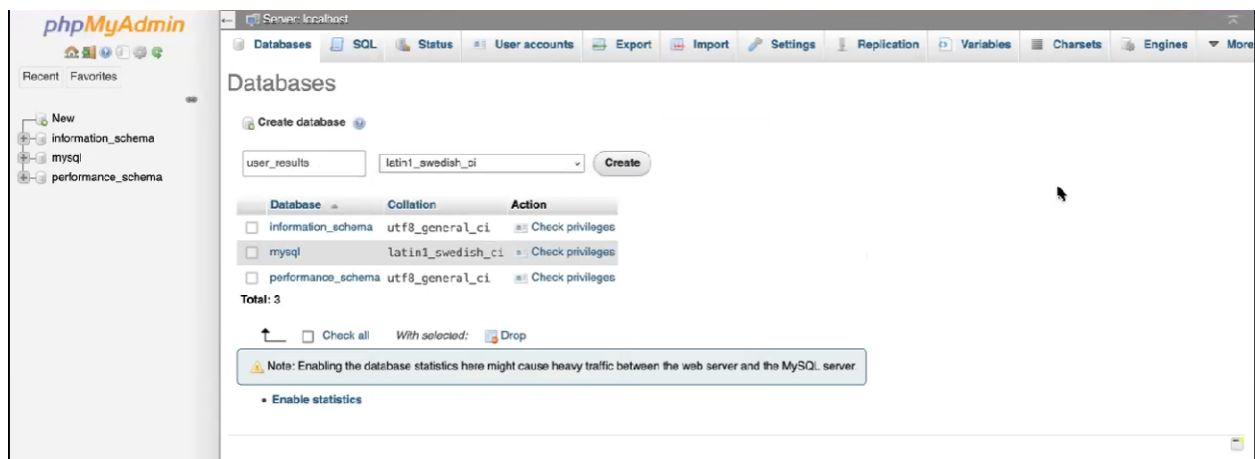 phpMyAdmin
Recent Favorites
New
information_schema
mysql
performance_schema
Server: localhost
Databases SQL Status User accounts Export Import Settings Replication Variables Charsets Engines More
Databases
Create database
user_results latin1_swedish_ci Create
Database Collation Action
information_schema utf8_general_ci Check privileges
mysql latin1_swedish_ci Check privileges
performance_schema utf8_general_ci Check privileges
Total: 3
Check all With selected: Drop
Note: Enabling the database statistics here might cause heavy traffic between the web server and the MySQL server.
• Enable statistics